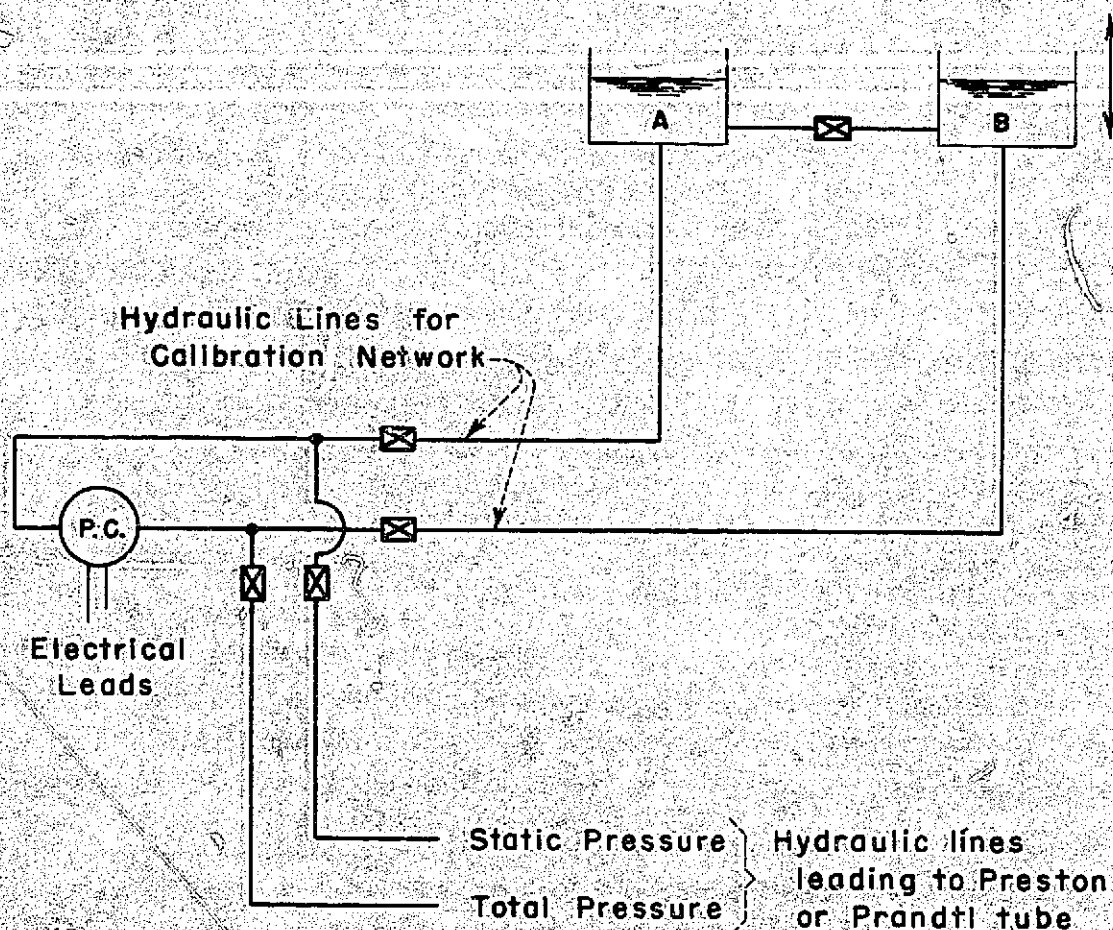 A
B
Hydraulic Lines for
Calibration Network
P.C.
Electrical
Leads
Static Pressure
Total Pressure
Hydraulic lines
leading to Preston
or Prandtl tube